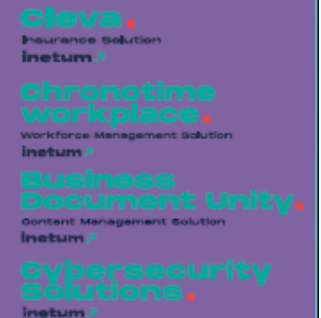 Cleva.
Insurance Solution
inetum
Chronotime
workplace.
Workforce Management Solution
inetum
Business
Document Unity.
Content Management Solution
inetum
Cybersecurity
Solutions.
inetum